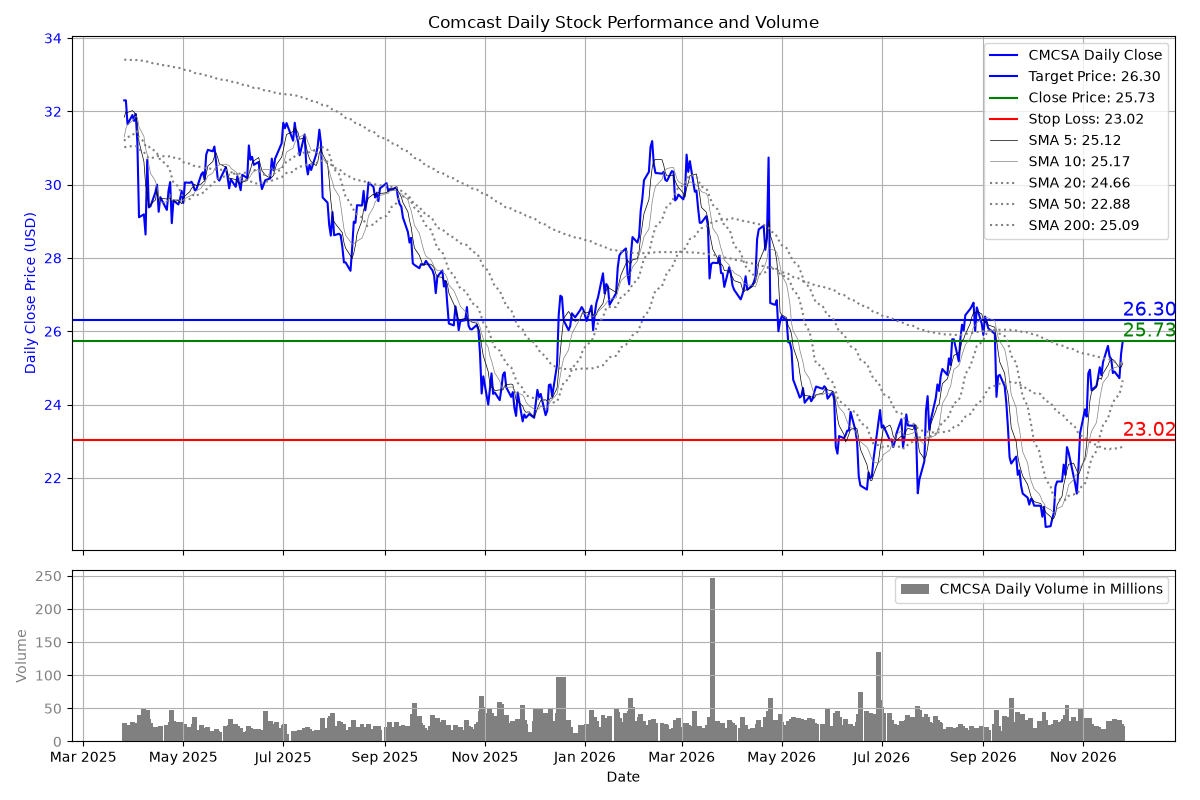 Comcast Daily Stock Performance and Volume
Daily Close Price (USD)
34
32
30
28
26
24
22
CMCSA Daily Close
Target Price: 26.30
Close Price: 25.73
Stop Loss: 23.02
SMA 5: 25.12
SMA 10: 25.17
SMA 20: 24.66
SMA 50: 22.88
SMA 200: 25.09
26.30
25.73
23.02
Volume
250
200
150
100
50
0
CMCSA Daily Volume in Millions
Mar 2025 May 2025 Jul 2025 Sep 2025 Nov 2025 Jan 2026 Mar 2026 May 2026 Jul 2026 Sep 2026 Nov 2026
Date